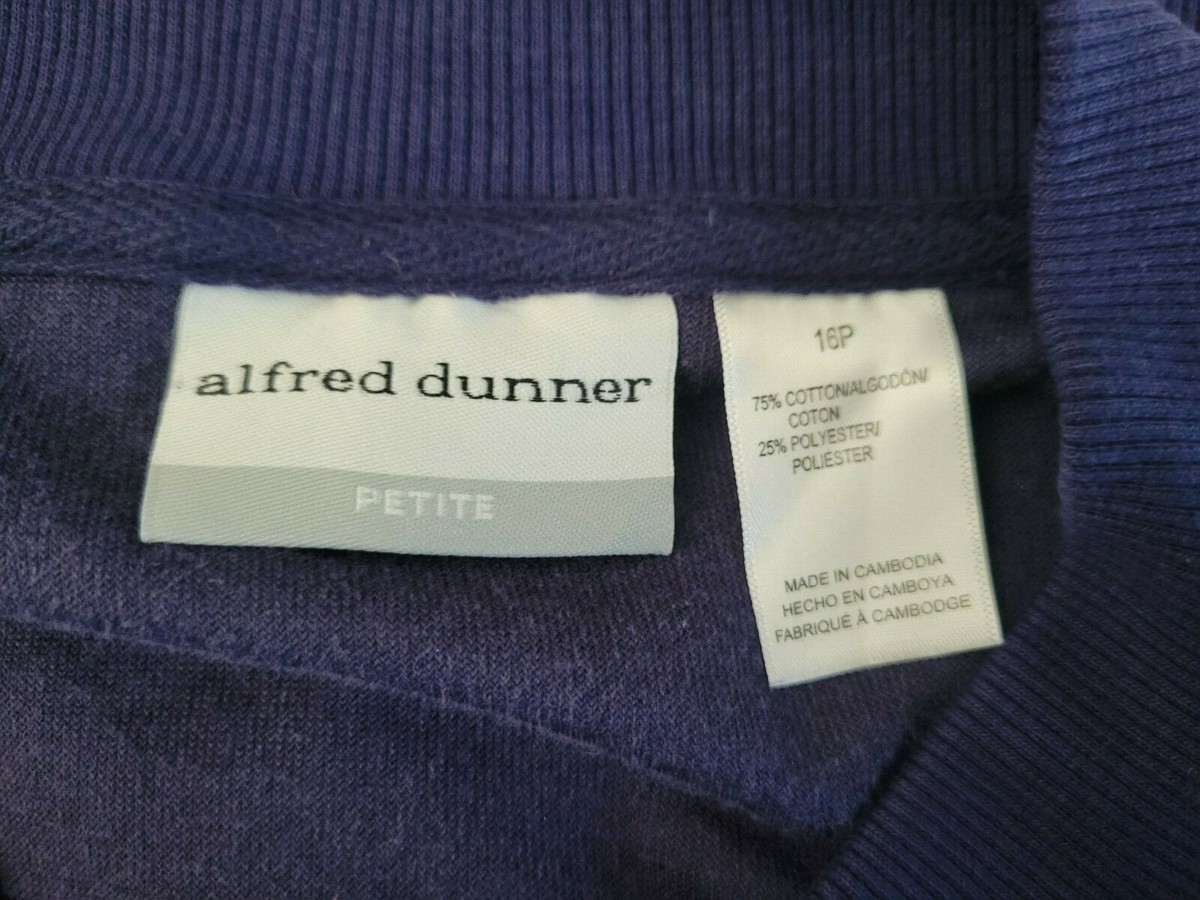 alfred dunner
PETITE
16P
75% COTTON/ALGODÓN/
COTON
25% POLYESTER/
POLIÉSTER
MADE IN CAMBODIA
HECHO EN CAMBOYA
FABRIQUÉ À CAMBODGE